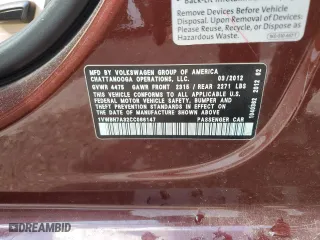 • Back-Lit
Remove Devices Before Vehicle Disposal
Upon Removal of Devices Please
Reuse, Recycle or Dispose as
Hazardous Waste.
MFD BY VOLKSWAGEN GROUP OF AMERICA
CHATTANOOGA OPERATIONS, LLC 03/2012
GVWR 4475 GAWR FRONT 2315 / REAR 2271 LBS
THIS VEHICLE CONFORMS TO ALL APPLICABLE U.S.
FEDERAL MOTOR VEHICLE SAFETY, BUMPER AND
THEFT PREVENTION STANDARDS IN EFFECT ON THE
DATE OF MANUFACTURE SHOWN ABOVE.
PASSENGER CAR